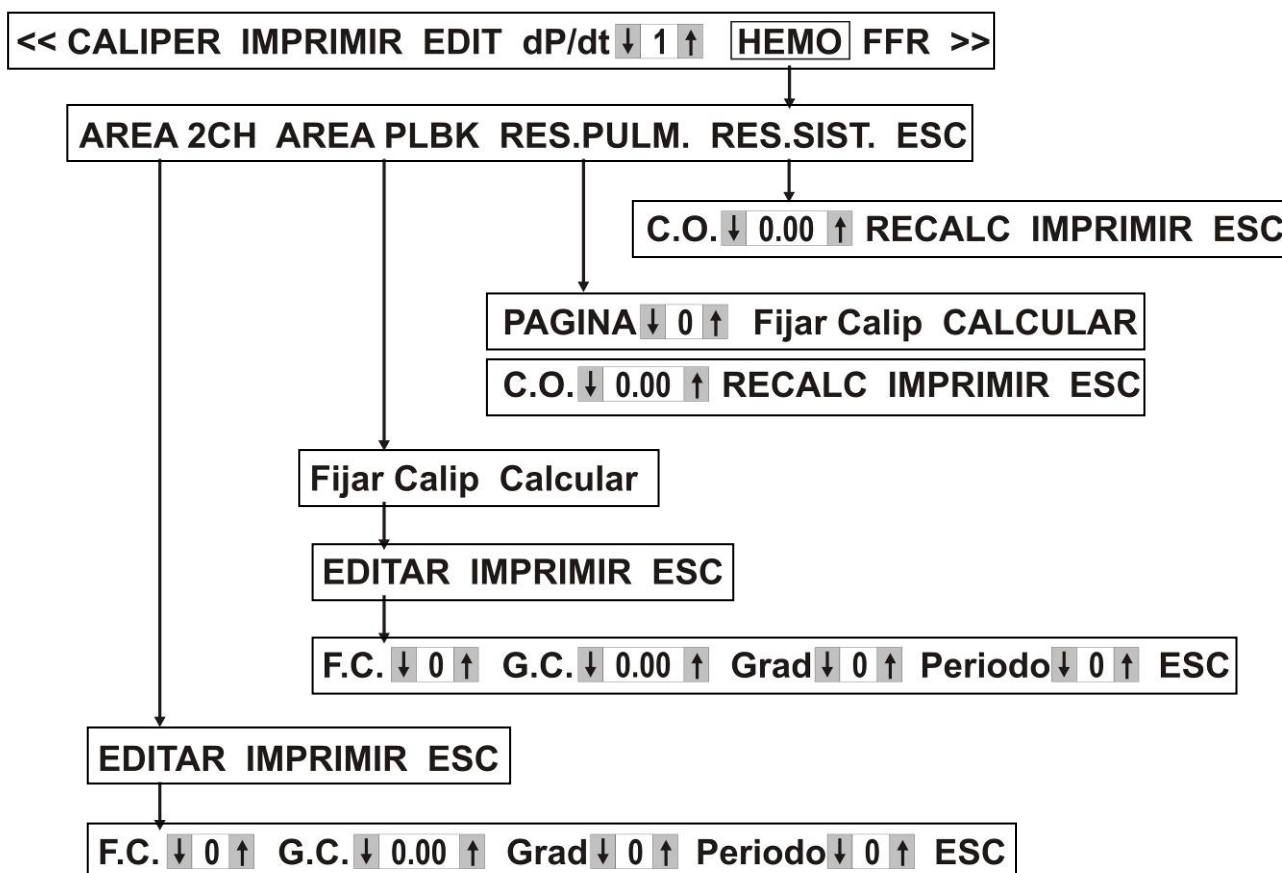 << CALIPER IMPRIMIR EDIT dP/dt ↓ 1 ↑ HEMO FFR >>
AREA 2CH AREA PLBK RES.PULM. RES.SIST. ESC
C.O. ↓ 0.00 ↑ RECALC IMPRIMIR ESC
PAGINA ↓ 0 ↑ Fijar Calip CALCULAR
C.O. ↓ 0.00 ↑ RECALC IMPRIMIR ESC
Fijar Calip Calcular
EDITAR IMPRIMIR ESC
F.C. ↓ 0 ↑ G.C. ↓ 0.00 ↑ Grad ↓ 0 ↑ Periodo ↓ 0 ↑ ESC
EDITAR IMPRIMIR ESC
F.C. ↓ 0 ↑ G.C. ↓ 0.00 ↑ Grad ↓ 0 ↑ Periodo ↓ 0 ↑ ESC